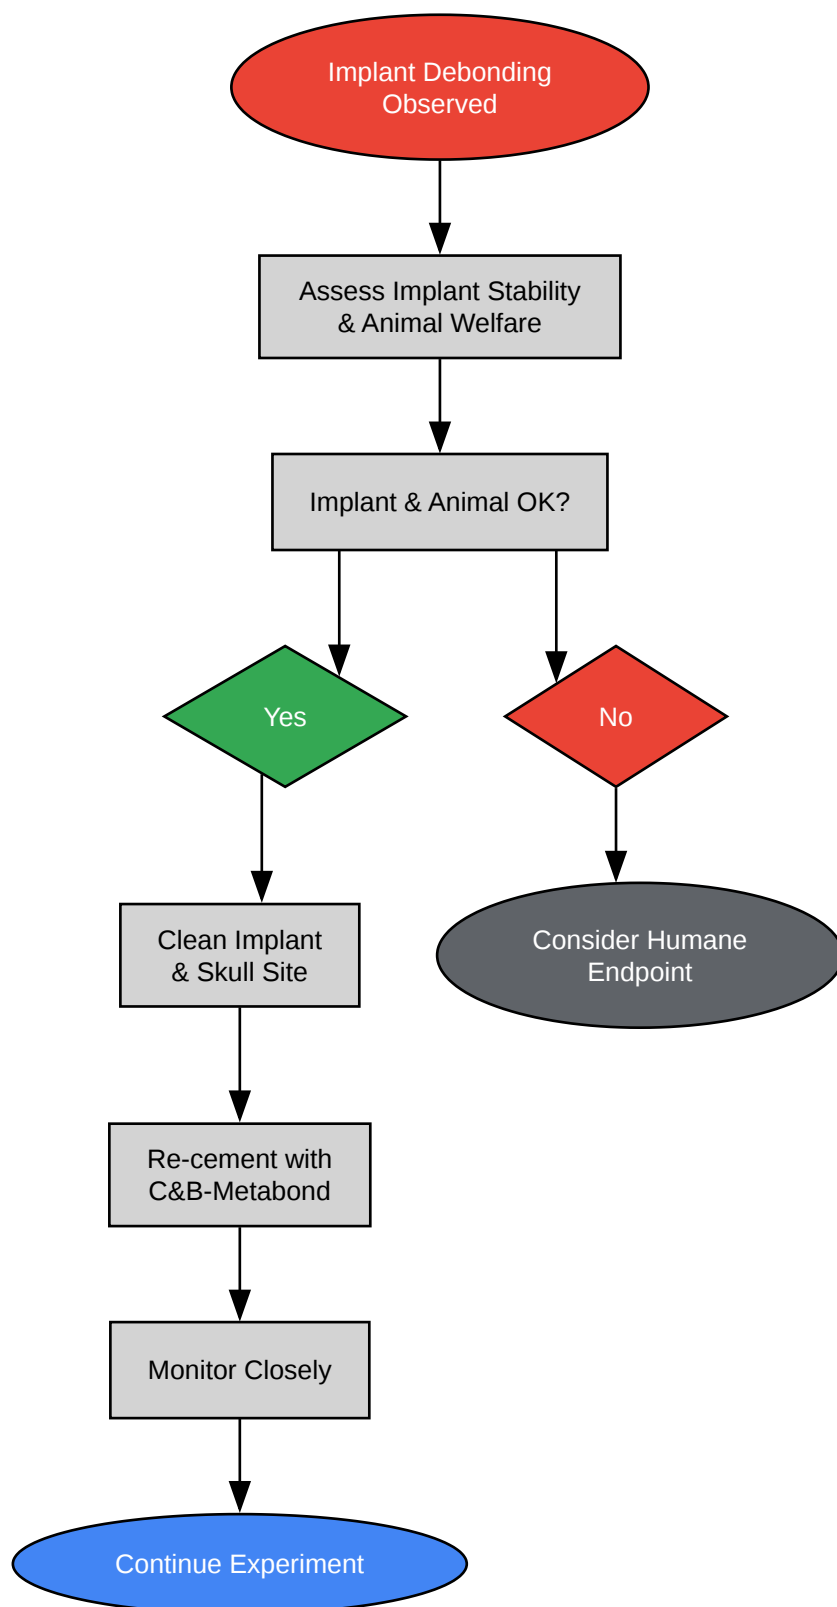 Implant Debonding
Observed
Assess Implant Stability
& Animal Welfare
Implant & Animal OK?
Yes
No
Clean Implant
& Skull Site
Consider Humane
Endpoint
Re-cement with
C&B-Metabond
Monitor Closely
Continue Experiment